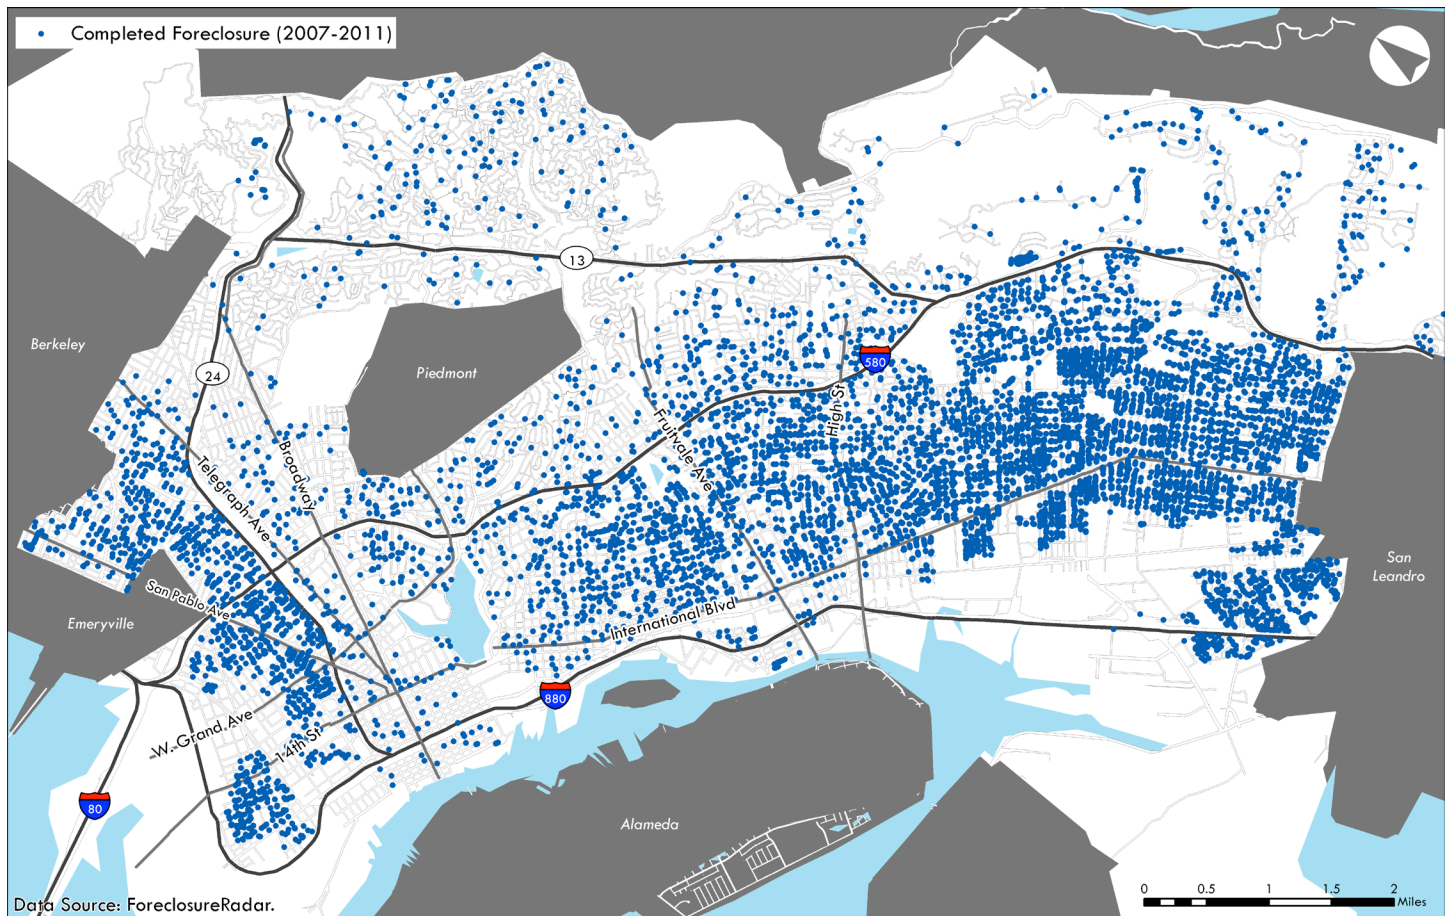 Completed Foreclosure (2007-2011)
13
Berkeley
24
Piedmont
580
High St
Fruitvale Ave
Broadway
Telegraph Ave
San
Leandro
San Pablo Ave
Emeryville
International Blvd
880
W. Grand Ave
14th St
80
Alameda
0 0.5 1 1.5 2
Miles
Data Source: ForeclosureRadar.